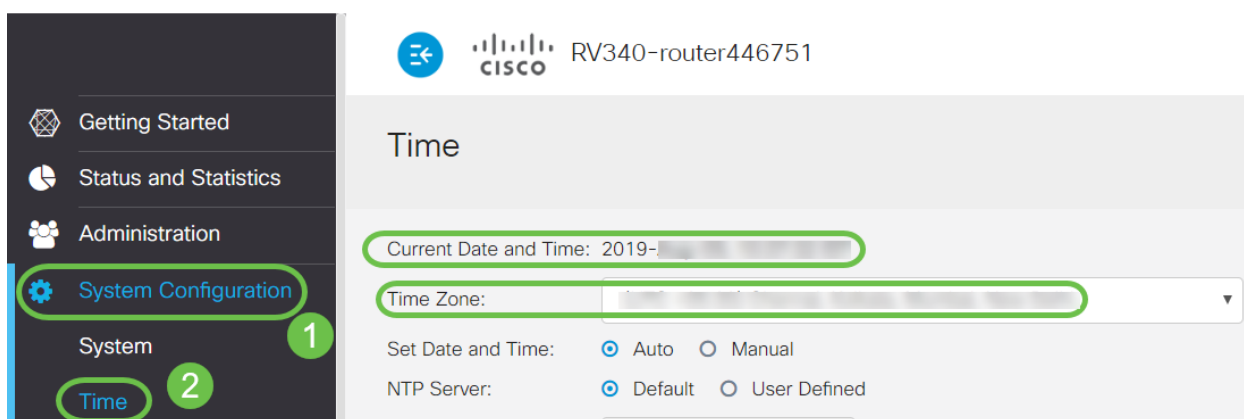 CISCO
RV340-router446751
Getting Started
Status and Statistics
Administration
System Configuration
1
System
Time
2
Time
Current Date and Time: 2019-
Time Zone:
Set Date and Time: Auto Manual
NTP Server: Default User Defined